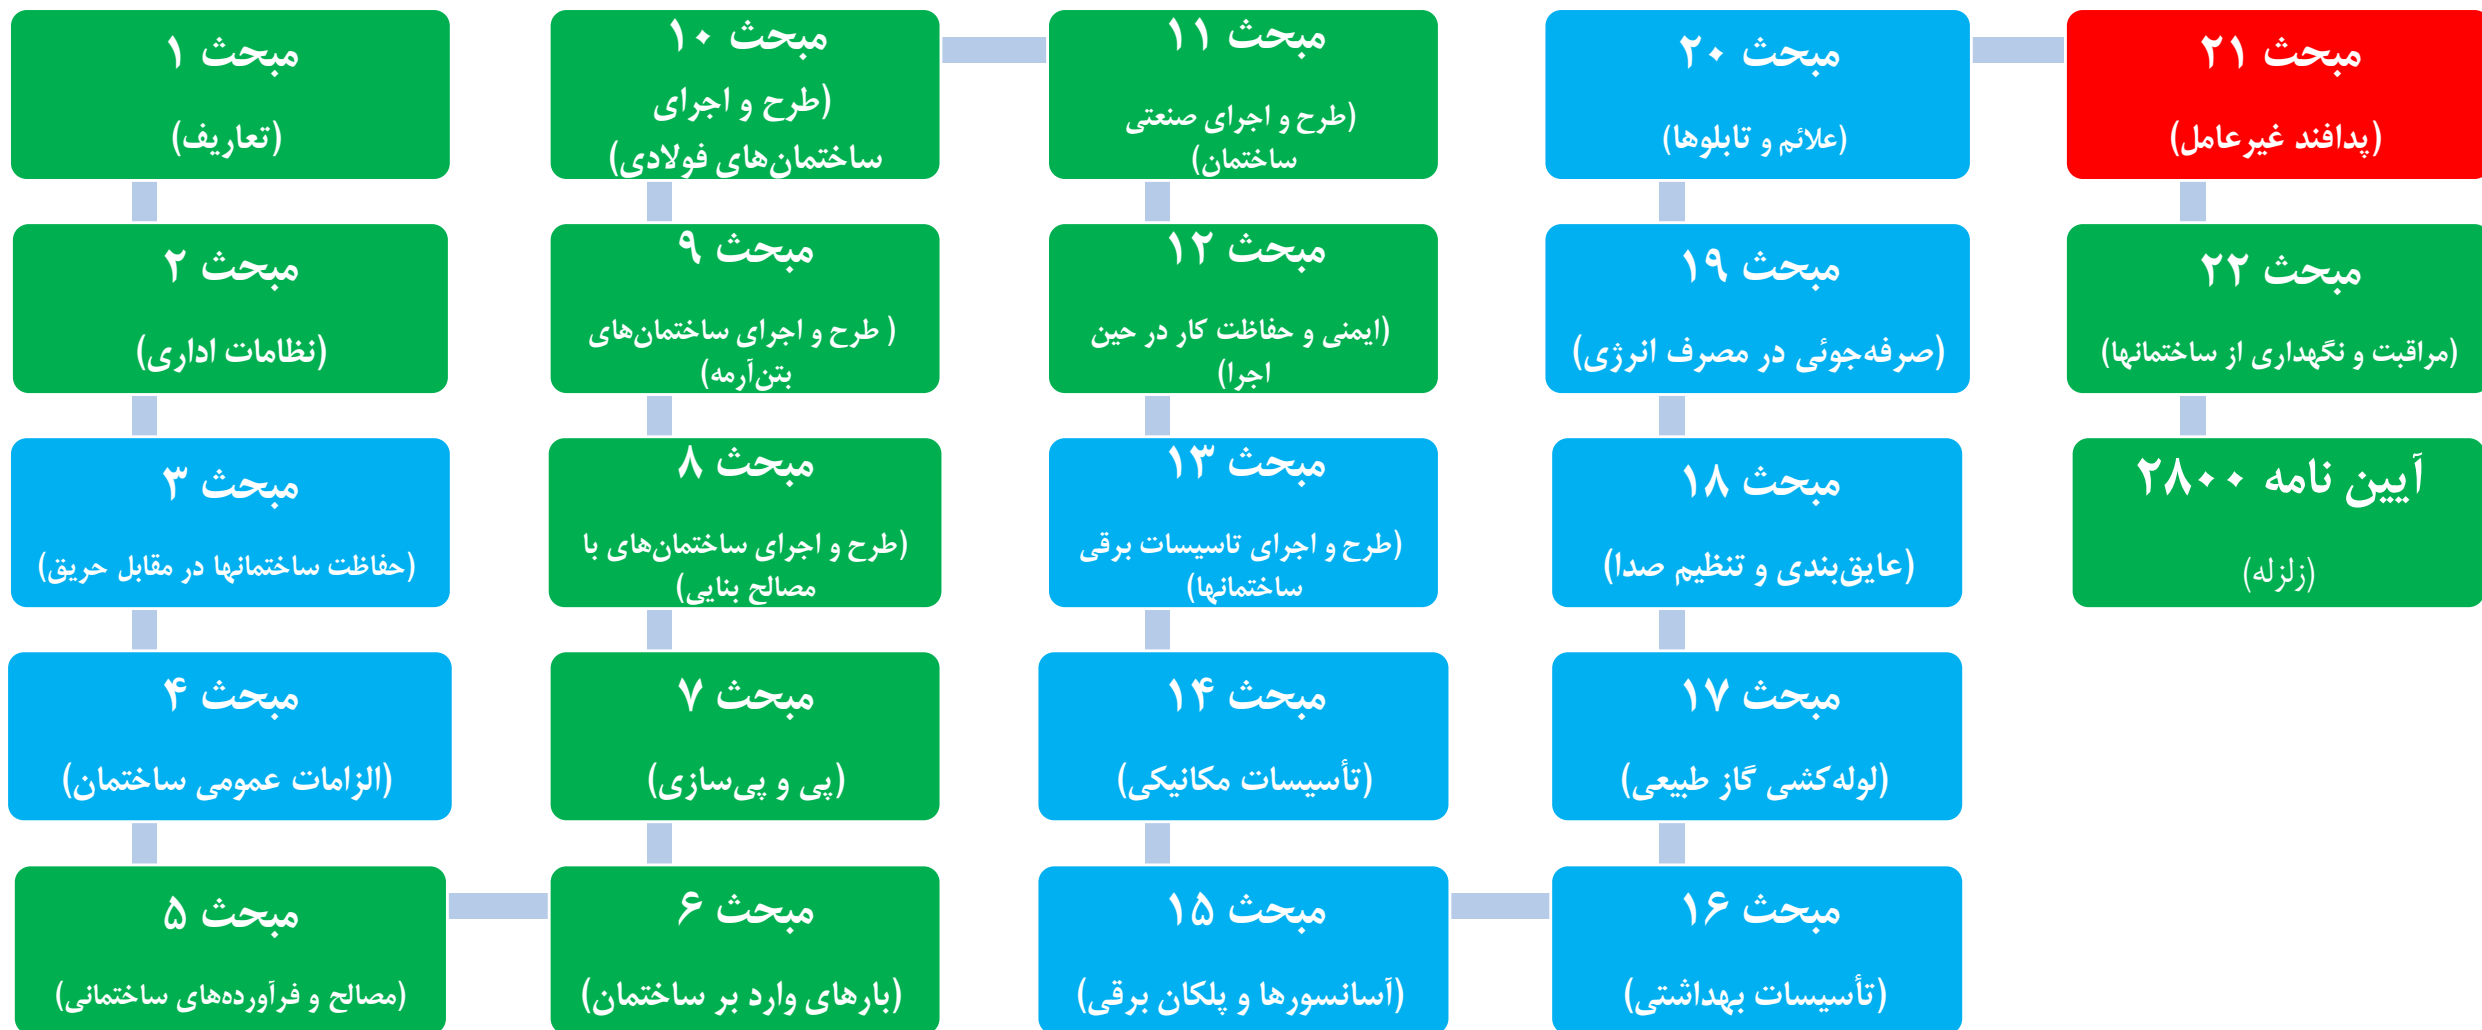 مبحث ۱
(تعاریف)
مبحث ۲
(نظامات اداری)
مبحث ۳
(حفاظت ساختمانها در مقابل حریق)
مبحث ۴
(الزامات عمومی ساختمان)
مبحث ۵
(مصالح و فرآورده‌های ساختمانی)
مبحث ۶
(بارهای وارد بر ساختمان)
مبحث ۷
(پی و پی‌سازی)
مبحث ۸
(طرح و اجرای ساختمان‌های با
مصالح بنایی)
مبحث ۹
( طرح و اجرای ساختمان‌های
بتن‌آرمه)
مبحث ۱۰
(طرح و اجرای
ساختمان‌های فولادی)
مبحث ۱۱
(طرح و اجرای صنعتی
ساختمان)
مبحث ۱۲
(ایمنی و حفاظت کار در حین
اجرا)
مبحث ۱۳
(طرح و اجرای تاسیسات برقی
ساختمانها)
مبحث ۱۴
(تأسیسات مکانیکی)
مبحث ۱۵
(آسانسورها و پلکان برقی)
مبحث ۱۶
(تأسیسات بهداشتی)
مبحث ۱۷
(لوله‌کشی گاز طبیعی)
مبحث ۱۸
(عایق‌بندی و تنظیم صدا)
مبحث ۱۹
(صرفه‌جوئی در مصرف انرژی)
مبحث ۲۰
(علائم و تابلوها)
مبحث ۲۱
(پدافند غیرعامل)
مبحث ۲۲
(مراقبت و نگهداری از ساختمانها)
آیین نامه ۲۸۰۰
(زلزله)